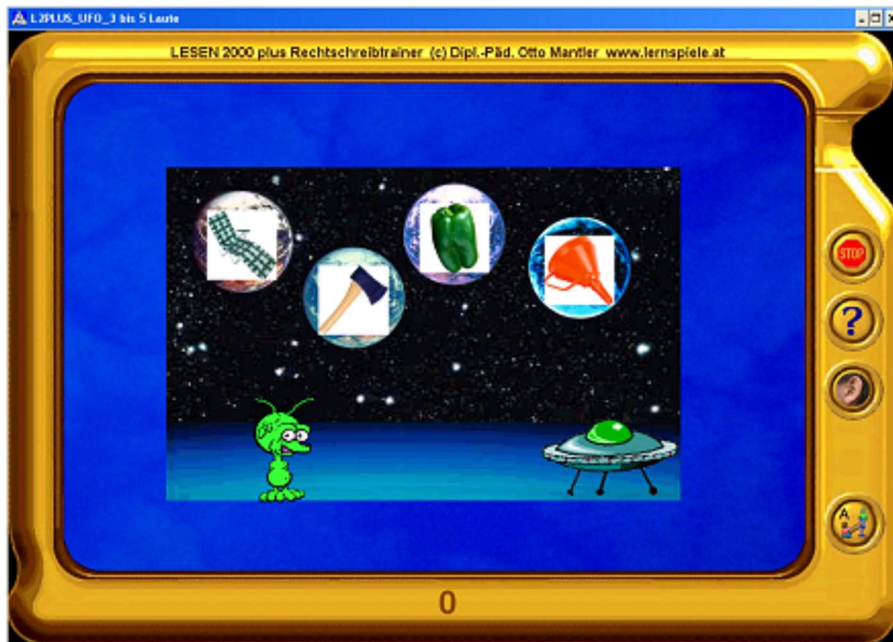 L2PLUS_UFO_3 bis 5 Laute
LESEN 2000 plus Rechtschreibtrainer (c) Dipl.-Päd. Otto Mantler www.lernspiele.at
STOP
?
A
0